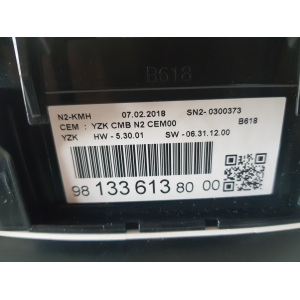 B618
N2-KMH 07.02.2018 SN2- 0300373
CEM : YZK CMB N2 CEM00 B618
YZK HW - 5.30.01 SW - 06.31.12.00
98 133 613 80 00